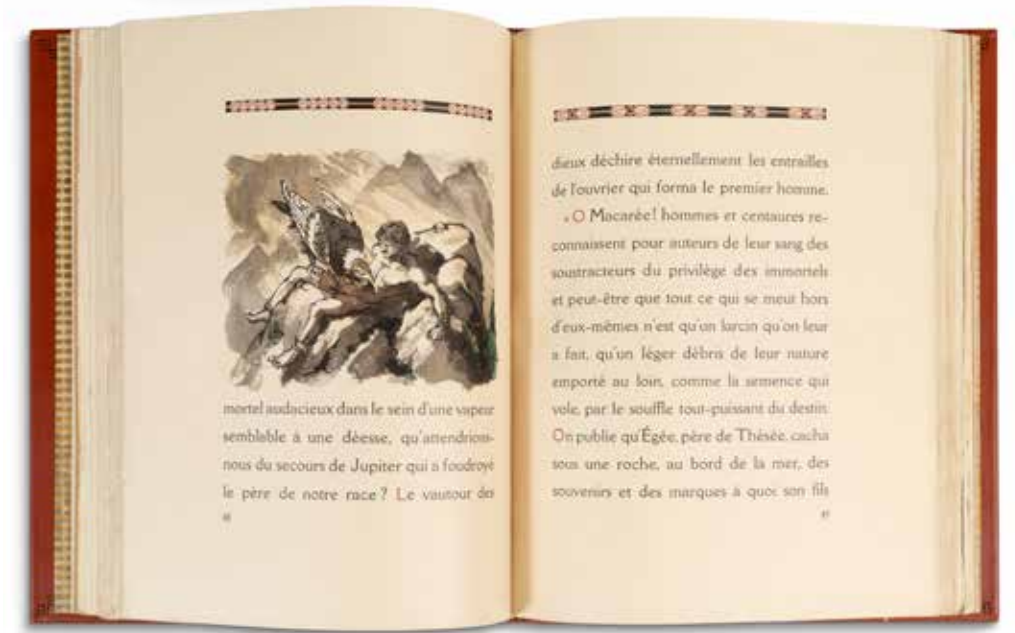 mortel audacieux dans le sein d'une vapeur
semblable à une déesse, qu'attendrions-
nous du secours de Jupiter qui a foudroyé
le père de notre race? Le vautour des
dieux déchire éternellement les entrailles
de l'ouvrier qui forma le premier homme.
« O Macarée! hommes et centaures re-
connaissent pour auteurs de leur sang des
soustracteurs du privilège des immortels
et peut-être que tout ce qui se meut hors
d'eux-mêmes n'est qu'un larcin qu'on leur
a fait, qu'un léger débris de leur nature
emporté au loin, comme la semence qui
vole, par le souffle tout-puissant du destin.
On publie qu'Égée, père de Thésée, cacha
sous une roche, au bord de la mer, des
souvenirs et des marques à quoi son fils